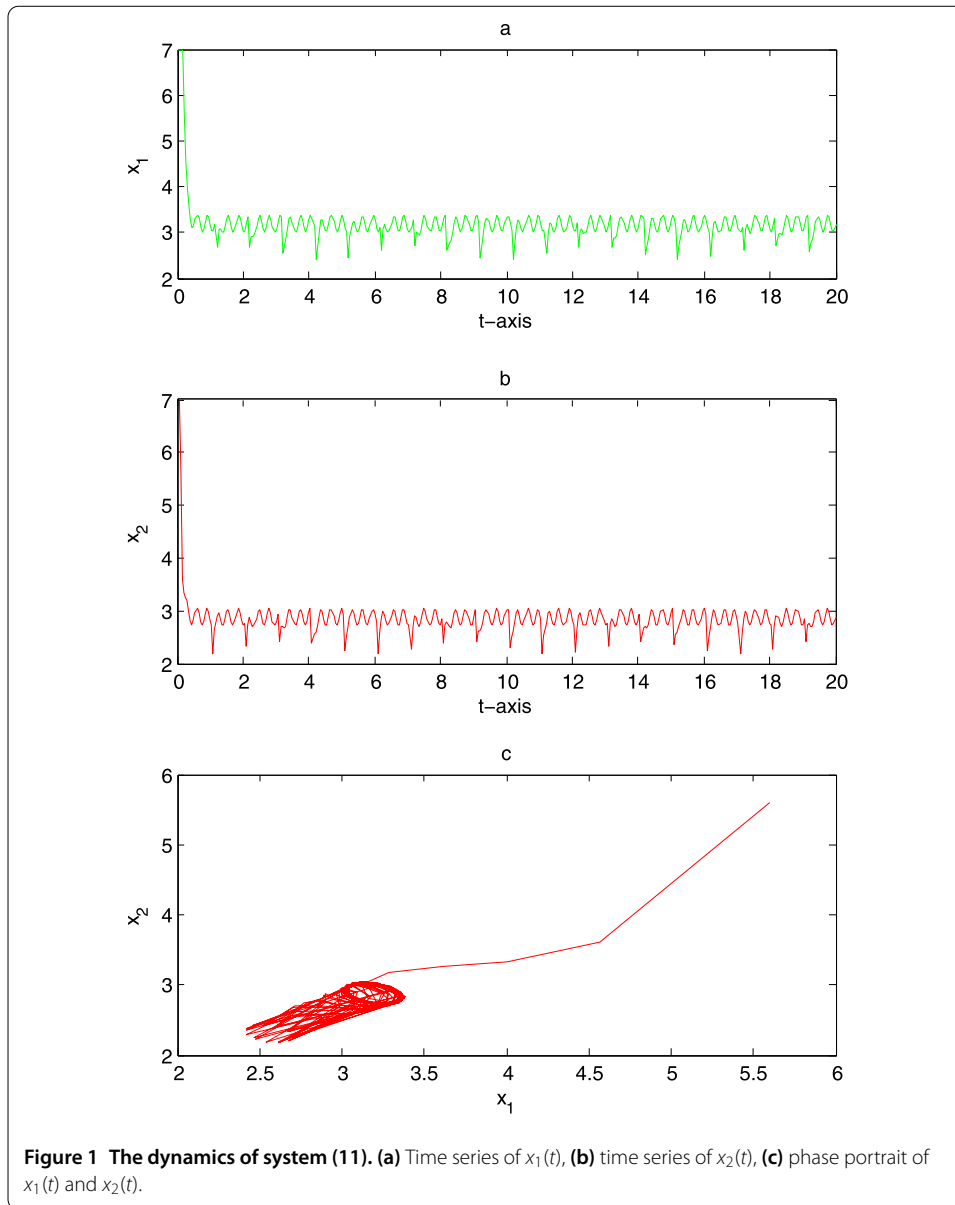 a
7
6
5
4
3
2
x₁
0 2 4 6 8 10 12 14 16 18 20
t−axis
b
7
6
5
4
3
2
x₂
0 2 4 6 8 10 12 14 16 18 20
t−axis
c
6
5
4
3
2
x₂
2 2.5 3 3.5 4 4.5 5 5.5 6
x₁
Figure 1 The dynamics of system (11). (a) Time series of x₁(t), (b) time series of x₂(t), (c) phase portrait of
x₁(t) and x₂(t).